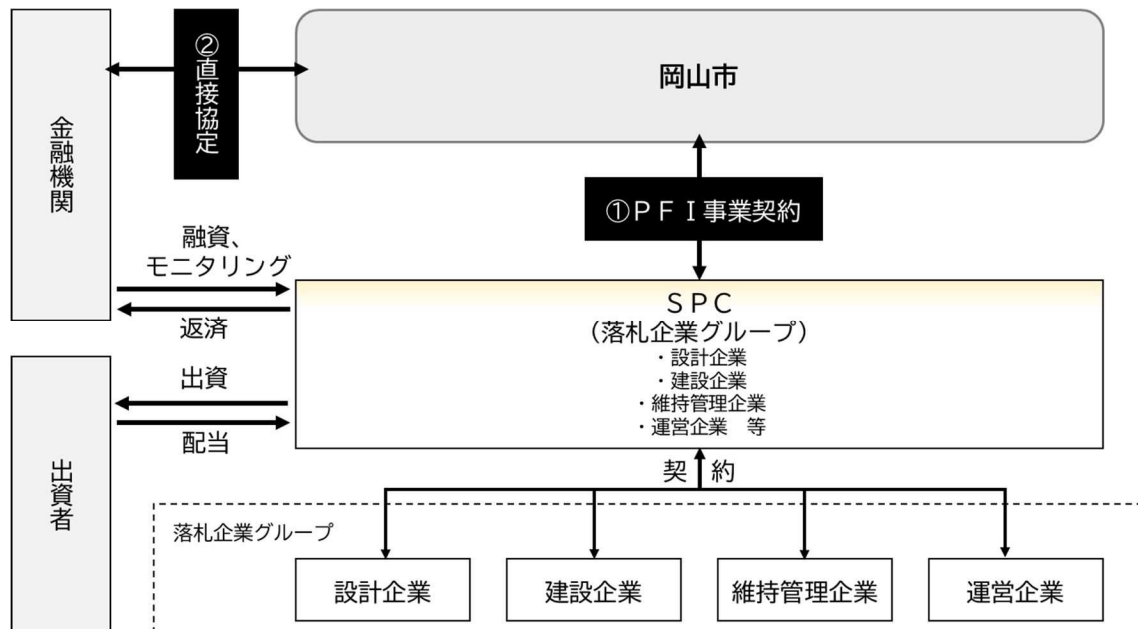 ②直接協定
岡山市
金融機関
①ＰＦＩ事業契約
融資、
モニタリング
返済
ＳＰＣ
（落札企業グループ）
・設計企業
・建設企業
・維持管理企業
・運営企業　等
出資
配当
出資者
契　約
落札企業グループ
設計企業
建設企業
維持管理企業
運営企業